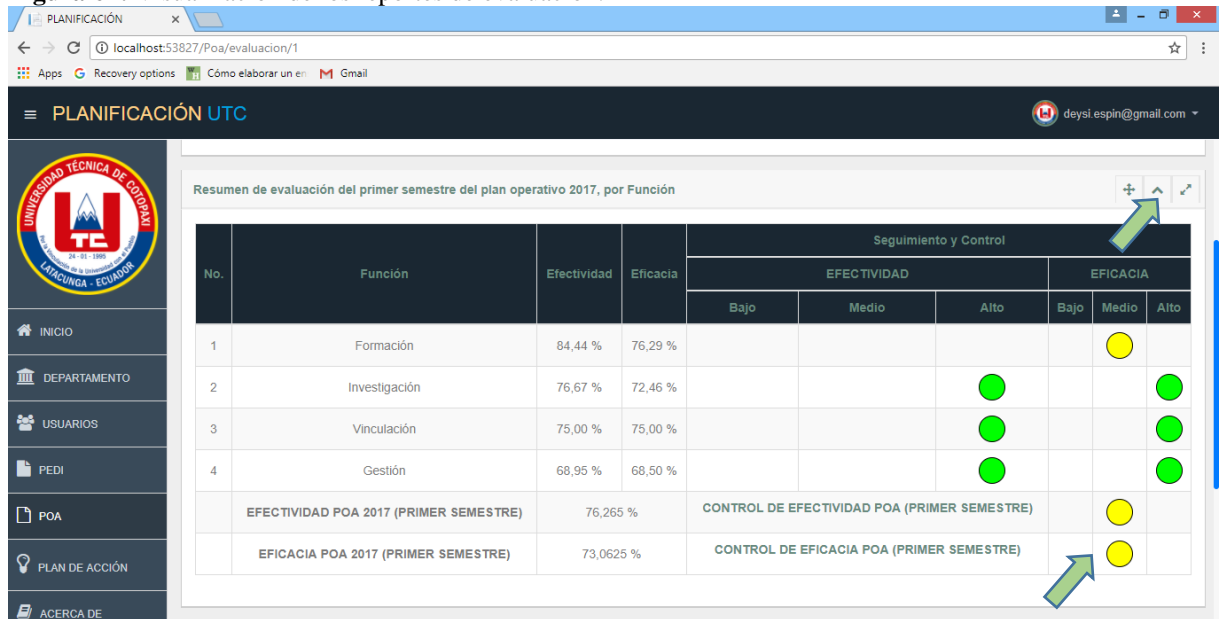 PLANIFICACIÓN
localhost:53827/Poa/evaluacion/1
Apps G Recovery options Cómo elaborar un en Gmail
≡ PLANIFICACIÓN UTC deysi.espin@gmail.com
UNIVERSIDAD TÉCNICA DE COTOPAXI
UTC
24 - 01 - 1995
LATACUNGA - ECUADOR
INICIO
DEPARTAMENTO
USUARIOS
PEDI
POA
PLAN DE ACCIÓN
ACERCA DE
Resumen de evaluación del primer semestre del plan operativo 2017, por Función
No. Función Efectividad Eficacia Seguimiento y Control
EFECTIVIDAD EFICACIA
Bajo Medio Alto Bajo Medio Alto
1 Formación 84,44 % 76,29 %
2 Investigación 76,67 % 72,46 %
3 Vinculación 75,00 % 75,00 %
4 Gestión 68,95 % 68,50 %
EFECTIVIDAD POA 2017 (PRIMER SEMESTRE) 76,265 % CONTROL DE EFECTIVIDAD POA (PRIMER SEMESTRE)
EFICACIA POA 2017 (PRIMER SEMESTRE) 73,0625 % CONTROL DE EFICACIA POA (PRIMER SEMESTRE)